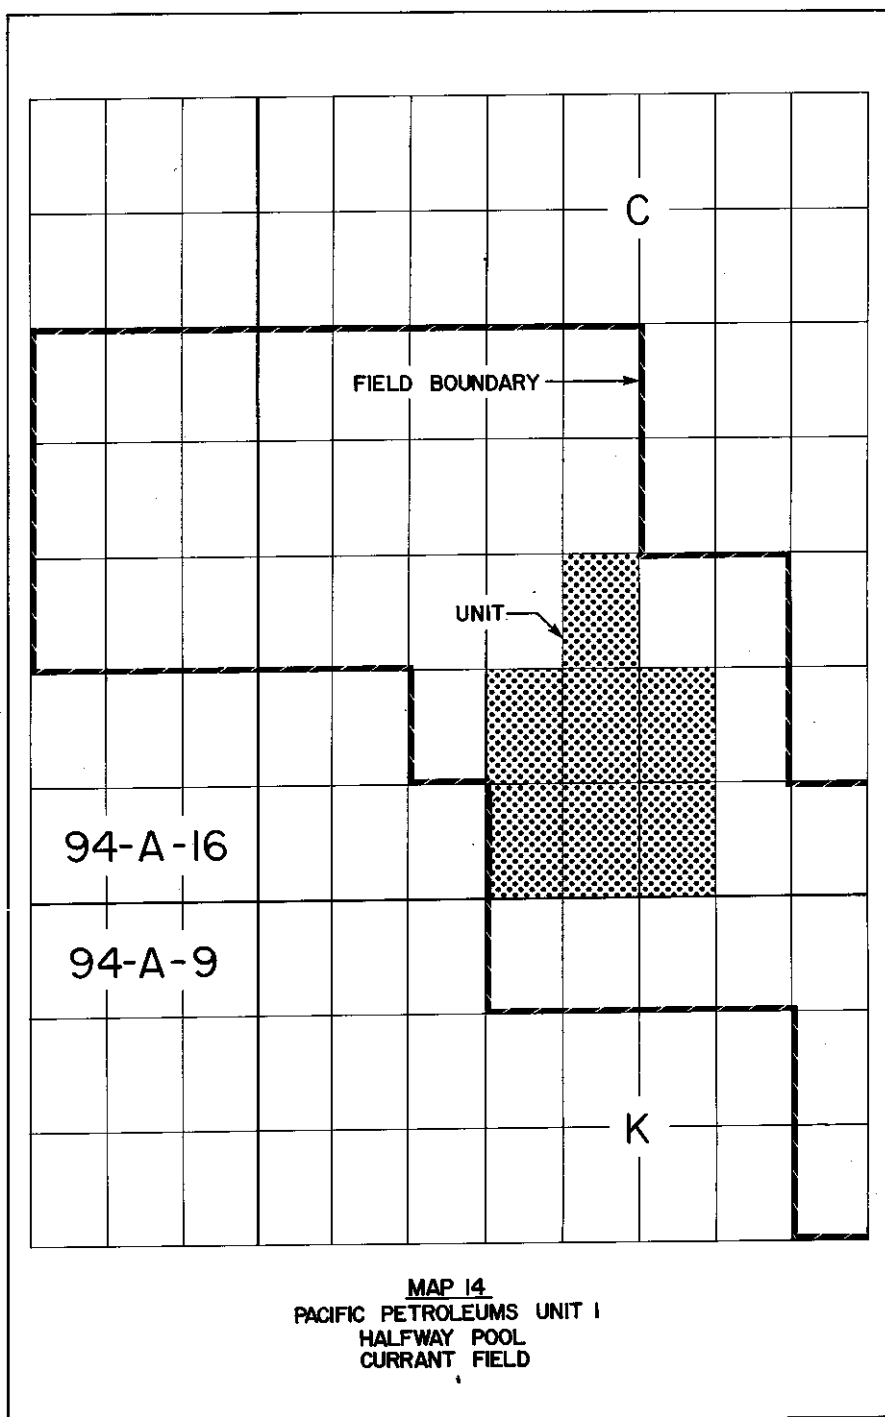 C
FIELD BOUNDARY
UNIT
94-A-16
94-A-9
K
MAP 14
PACIFIC PETROLEUMS UNIT 1
HALFWAY POOL
CURRANT FIELD